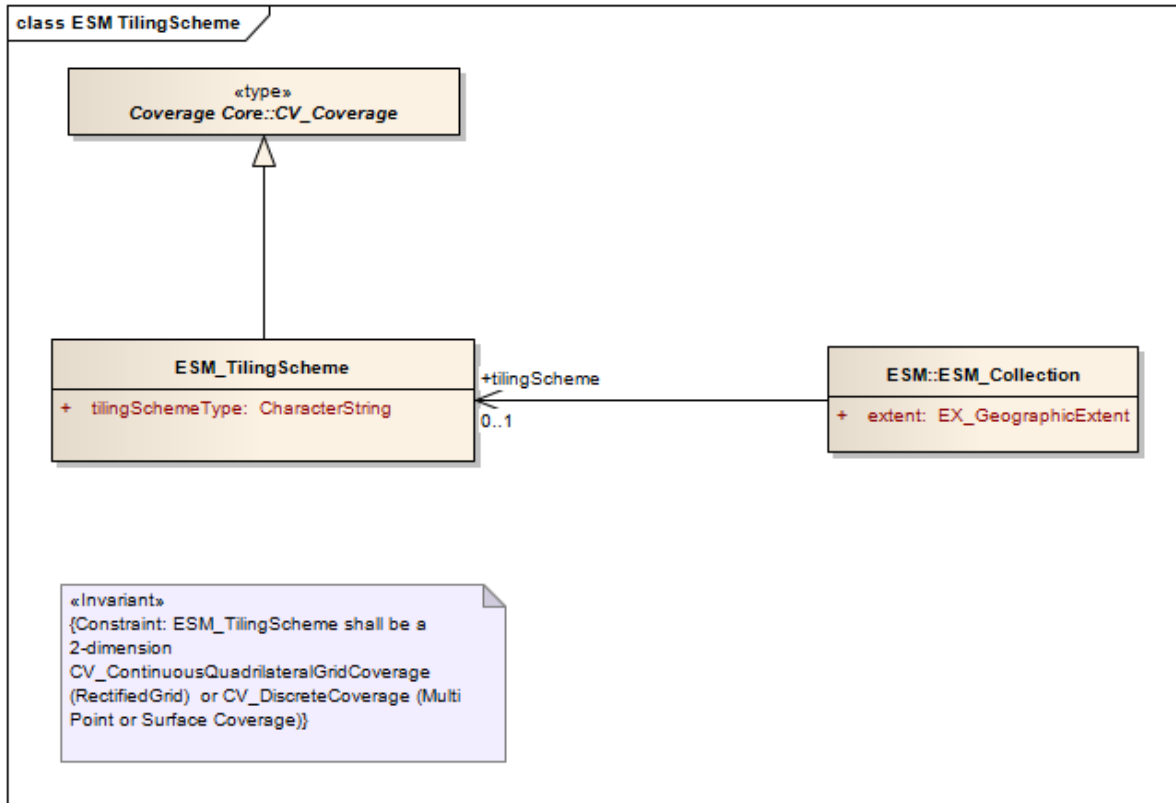 class ESM TilingScheme
«type»
Coverage Core::CV_Coverage
ESM_TilingScheme
+ tilingSchemeType: CharacterString
+tilingScheme
0..1
ESM::ESM_Collection
+ extent: EX_GeographicExtent
«Invariant»
{Constraint: ESM_TilingScheme shall be a
2-dimension
CV_ContinuousQuadrilateralGridCoverage
(RectifiedGrid) or CV_DiscreteCoverage (Multi
Point or Surface Coverage)}